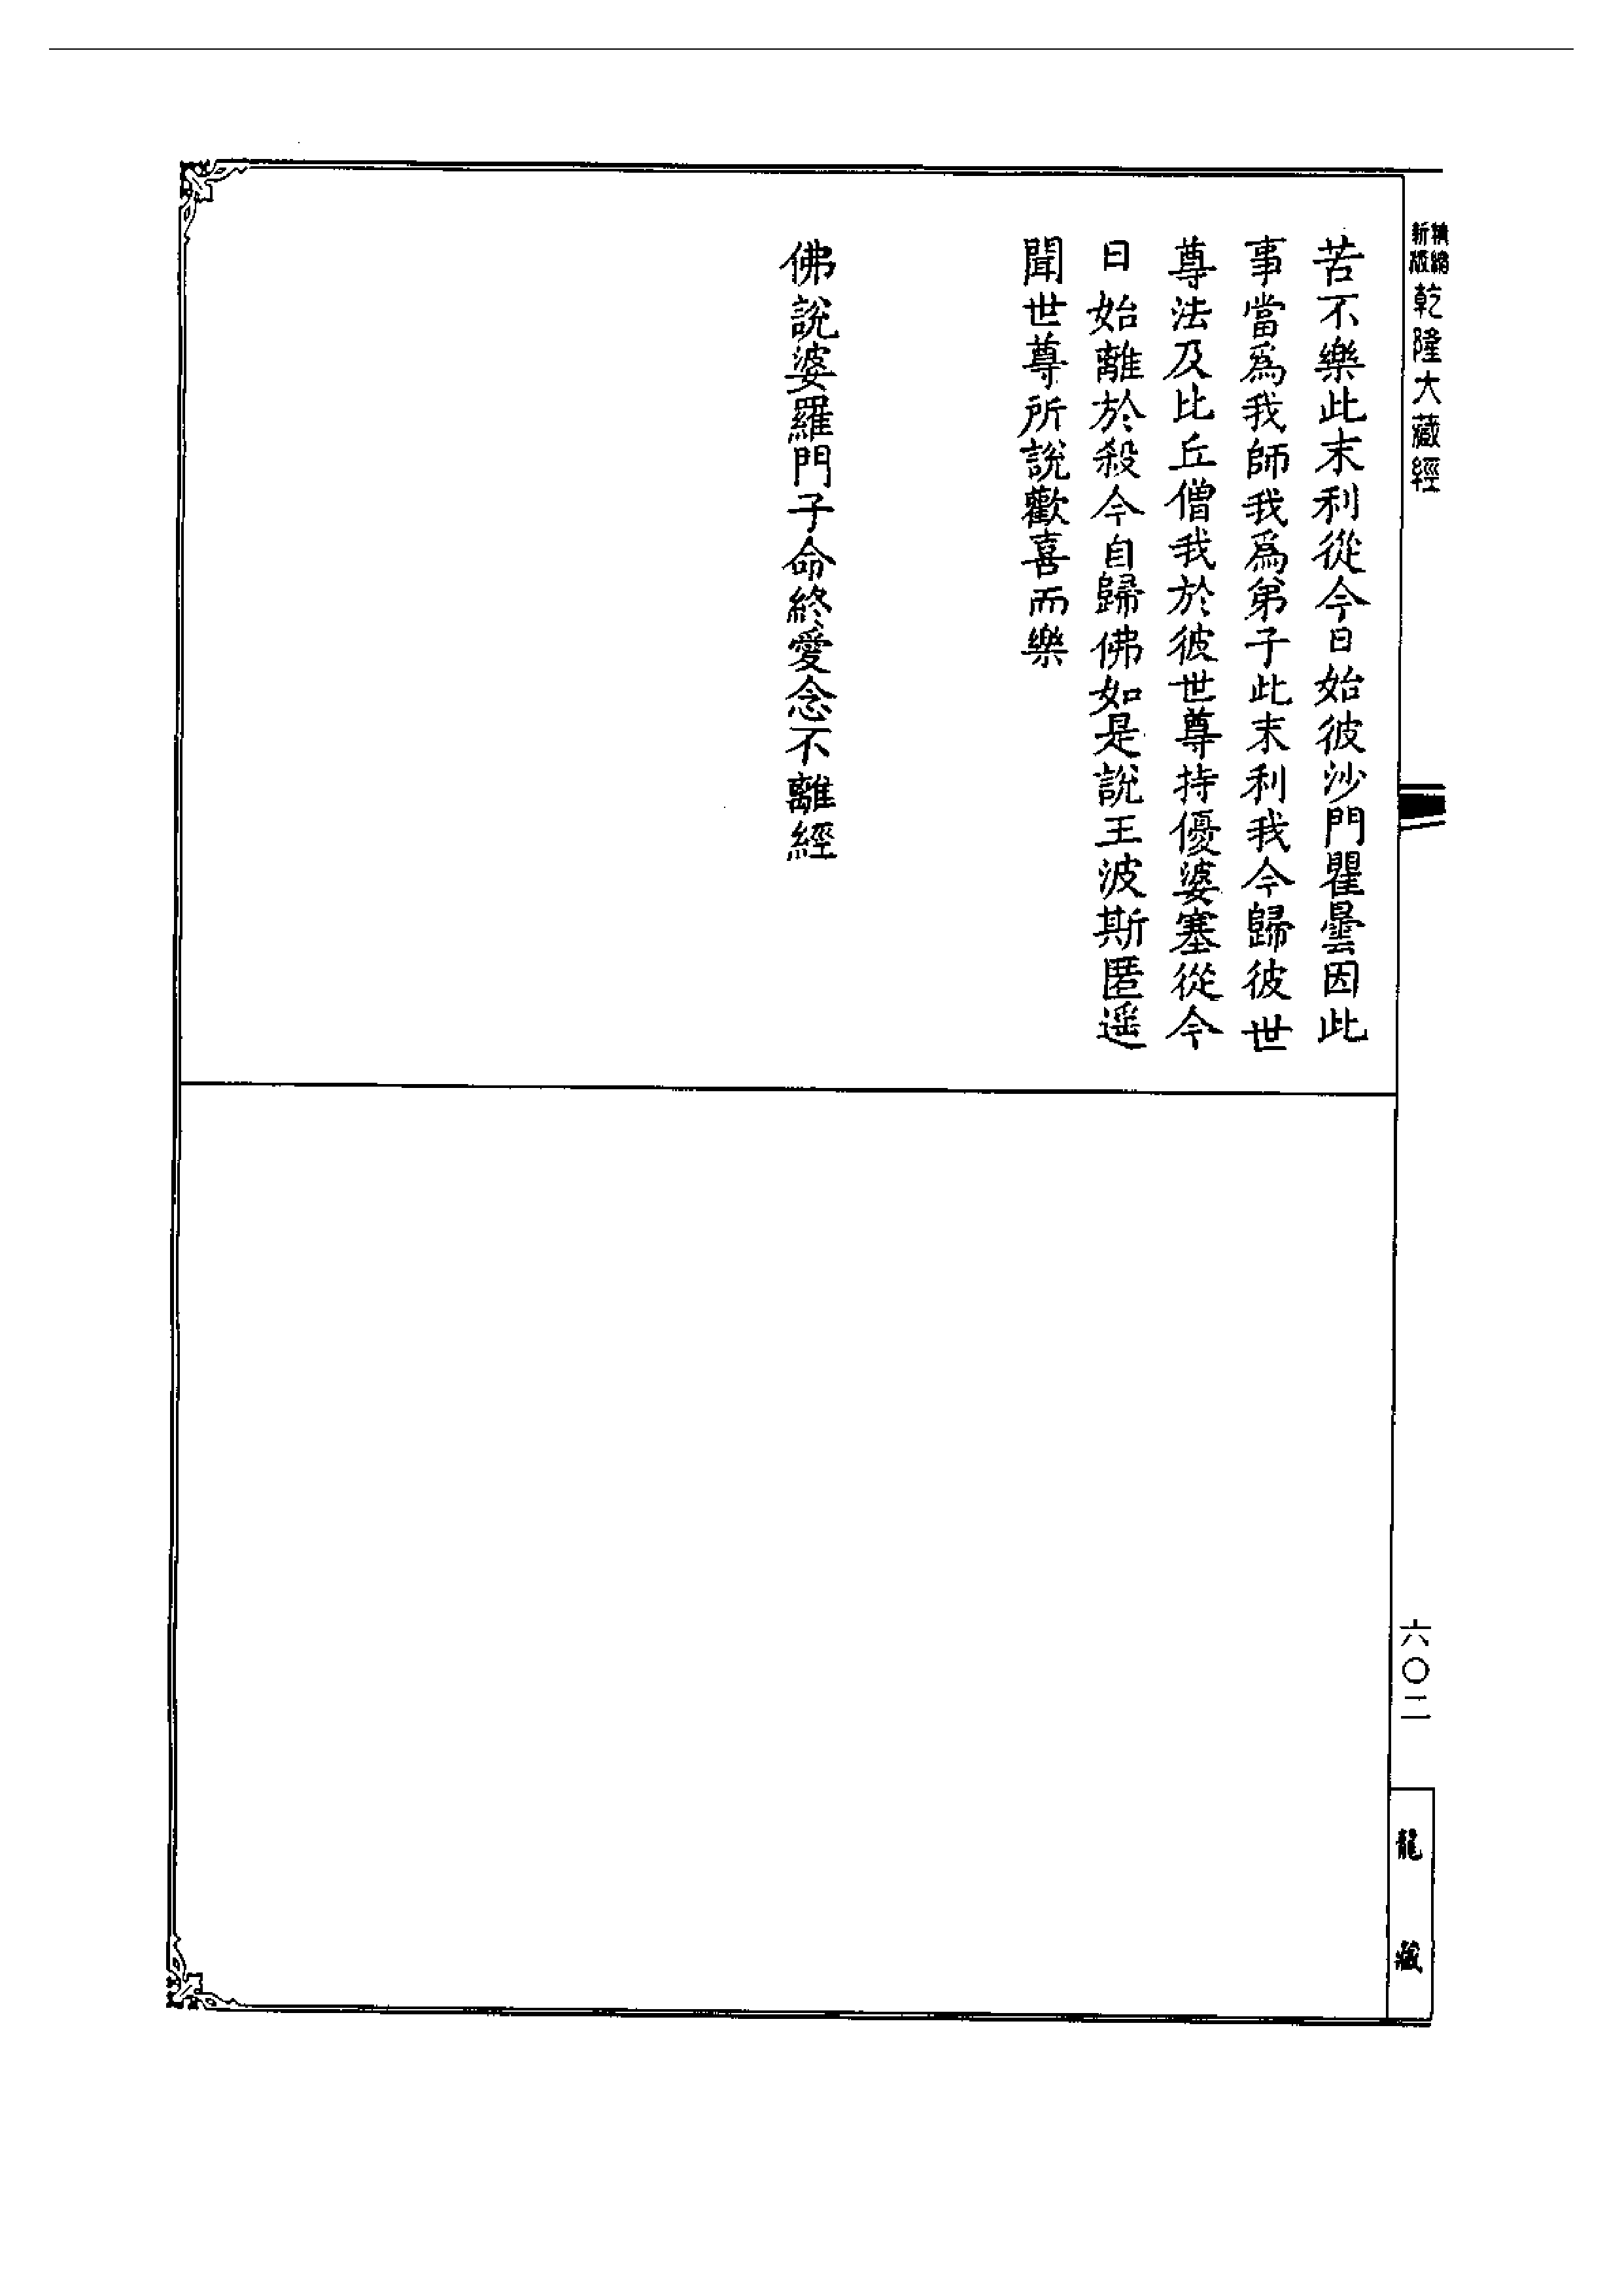 新版精縮乾隆大藏經
苦不樂此末利從今日始彼沙門瞿曇因此
事當為我師我為弟子此末利我今歸彼世
尊法及比丘僧我於彼世尊持優婆塞從今
日始離於殺今自歸佛如是說王波斯匿遥
聞世尊所說歡喜而樂
佛說婆羅門子命終愛念不離經
六〇二
龍藏